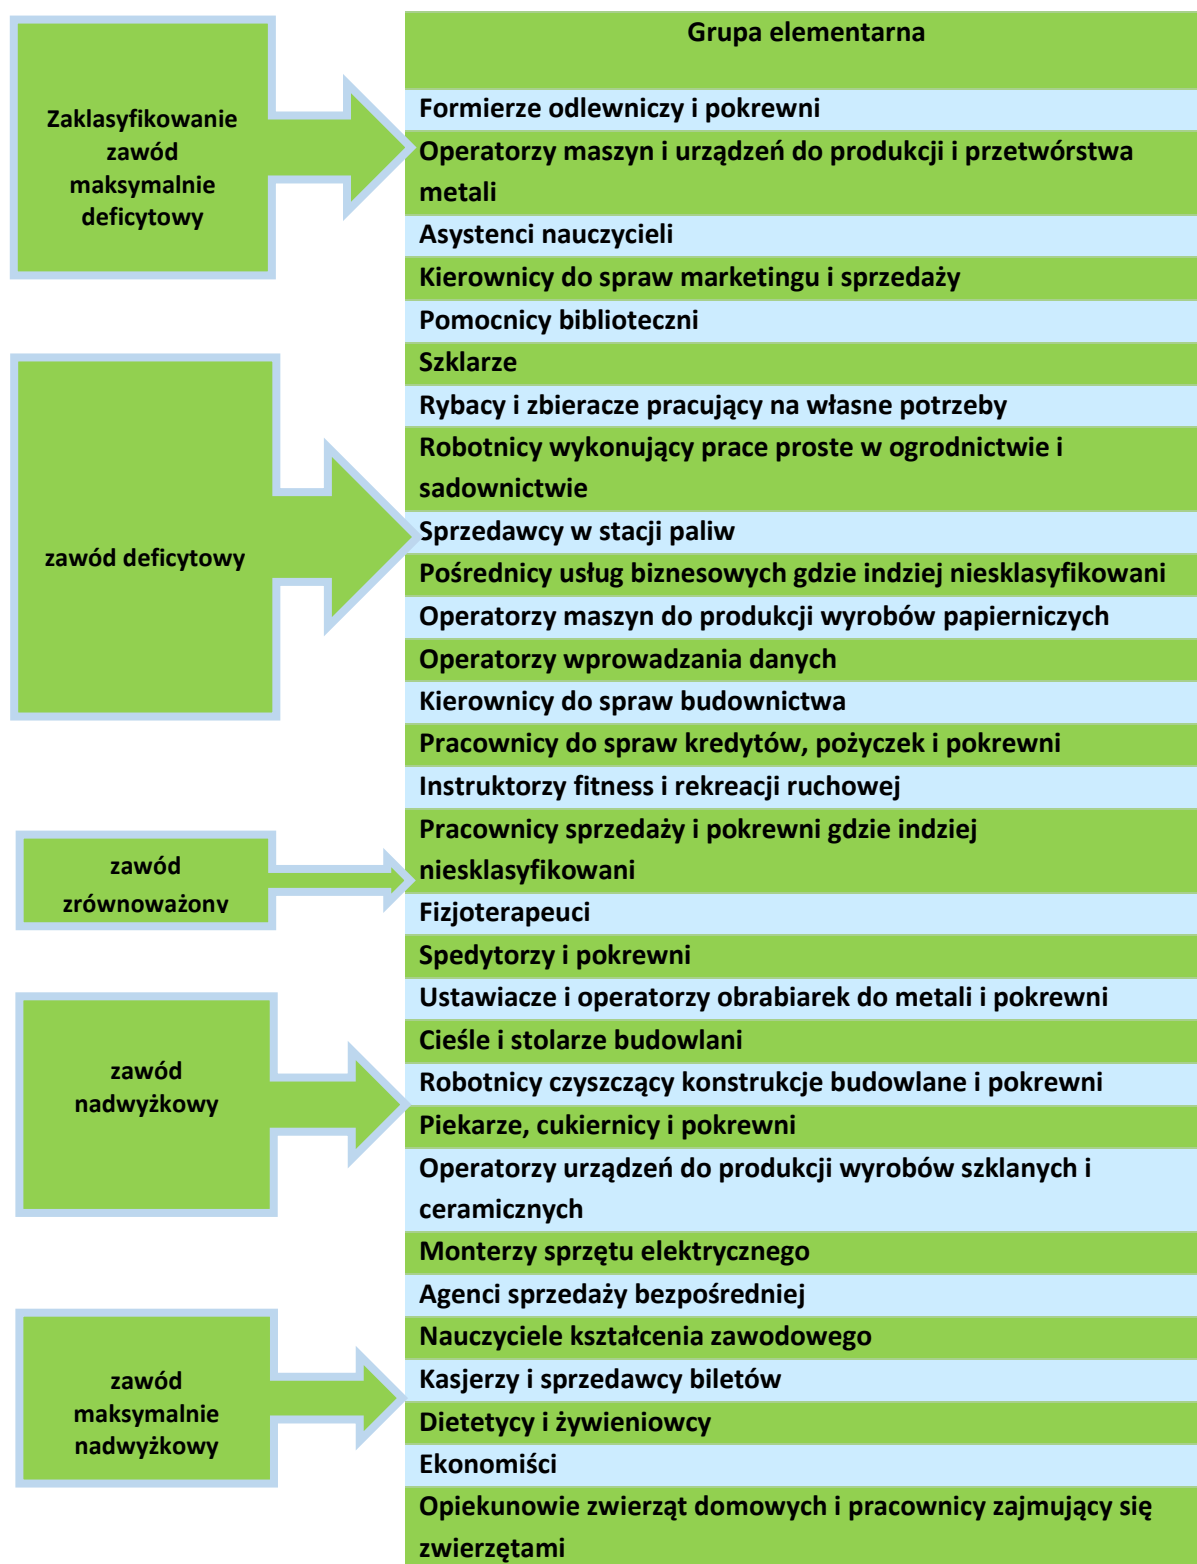 Zaklasyfikowanie
zawód
maksymalnie
deficytowy
zawód deficytowy
zawód
zrównoważony
zawód
nadwyżkowy
zawód
maksymalnie
nadwyżkowy
Grupa elementarna
Formierze odlewniczy i pokrewni
Operatorzy maszyn i urządzeń do produkcji i przetwórstwa
metali
Asystenci nauczycieli
Kierownicy do spraw marketingu i sprzedaży
Pomocnicy biblioteczni
Szklarze
Rybacy i zbieracze pracujący na własne potrzeby
Robotnicy wykonujący prace proste w ogrodnictwie i
sadownictwie
Sprzedawcy w stacji paliw
Pośrednicy usług biznesowych gdzie indziej niesklasyfikowani
Operatorzy maszyn do produkcji wyrobów papierniczych
Operatorzy wprowadzania danych
Kierownicy do spraw budownictwa
Pracownicy do spraw kredytów, pożyczek i pokrewni
Instruktorzy fitness i rekreacji ruchowej
Pracownicy sprzedaży i pokrewni gdzie indziej
niesklasyfikowani
Fizjoterapeuci
Spedytorzy i pokrewni
Ustawiacze i operatorzy obrabiarek do metali i pokrewni
Cieśle i stolarze budowlani
Robotnicy czyszczący konstrukcje budowlane i pokrewni
Piekarze, cukiernicy i pokrewni
Operatorzy urządzeń do produkcji wyrobów szklanych i
ceramicznych
Monterzy sprzętu elektrycznego
Agenci sprzedaży bezpośredniej
Nauczyciele kształcenia zawodowego
Kasjerzy i sprzedawcy biletów
Dietetycy i żywieniowcy
Ekonomiści
Opiekunowie zwierząt domowych i pracownicy zajmujący się
zwierzętami